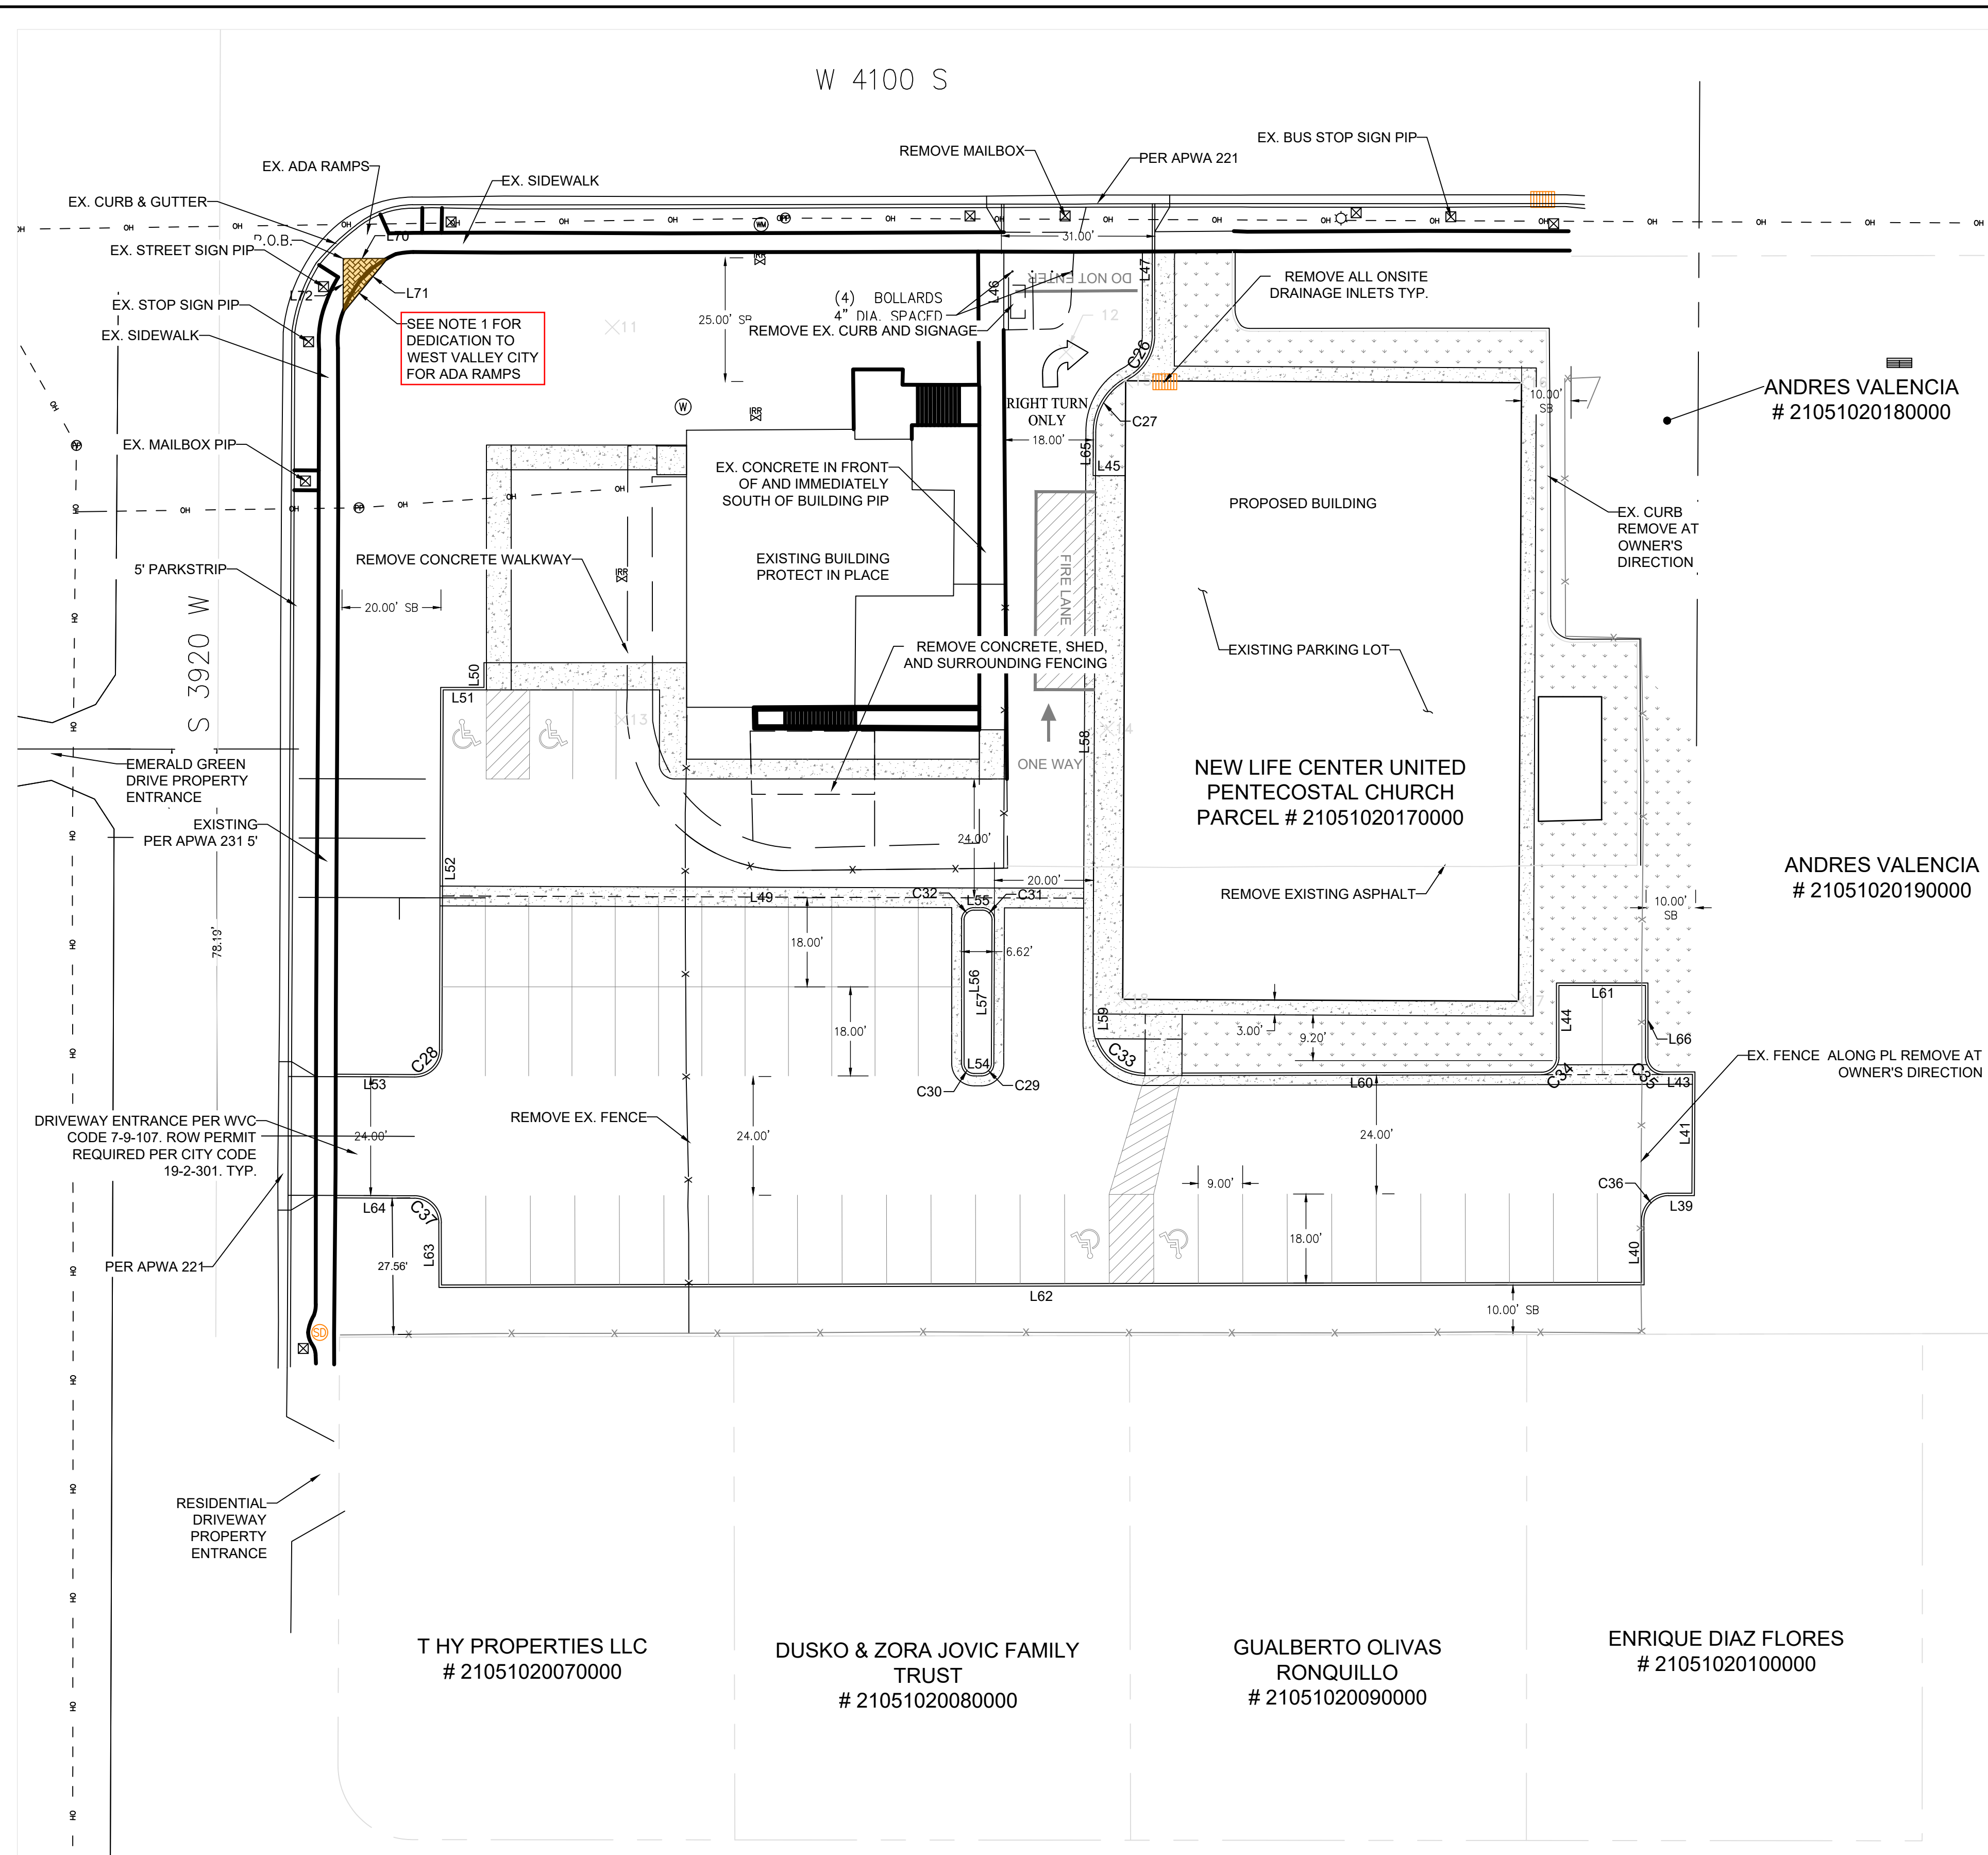 W 4100 S
EX. BUS STOP SIGN PIP
REMOVE MAILBOX
PER APWA 221
EX. ADA RAMPS
EX. SIDEWALK
EX. CURB & GUTTER
P.O.B.
L70
EX. STREET SIGN PIP
L72
L71
EX. STOP SIGN PIP
EX. SIDEWALK
SEE NOTE 1 FOR
DEDICATION TO
WEST VALLEY CITY
FOR ADA RAMPS
25.00' SB
31.00'
L46
L47
DO NOT ENTER
(4) BOLLARDS
4" DIA. SPACED
REMOVE EX. CURB AND SIGNAGE
REMOVE ALL ONSITE
DRAINAGE INLETS TYP.
11
12
C26
C27
RIGHT TURN
ONLY
18.00'
L65
L45
10.00'
SB
ANDRES VALENCIA
# 21051020180000
EX. MAILBOX PIP
W
IRR
WM
PP
OH
EX. CONCRETE IN FRONT
OF AND IMMEDIATELY
SOUTH OF BUILDING PIP
PROPOSED BUILDING
EX. CURB
REMOVE AT
OWNER'S
DIRECTION
REMOVE CONCRETE WALKWAY
EXISTING BUILDING
PROTECT IN PLACE
FIRE LANE
5' PARKSTRIP
20.00' SB
S 3920 W
REMOVE CONCRETE, SHED,
AND SURROUNDING FENCING
EXISTING PARKING LOT
L50
L51
13
14
L58
ONE WAY
EMERALD GREEN
DRIVE PROPERTY
ENTRANCE
NEW LIFE CENTER UNITED
PENTECOSTAL CHURCH
PARCEL # 21051020170000
EXISTING
PER APWA 231 5'
24.00'
L52
20.00'
REMOVE EXISTING ASPHALT
ANDRES VALENCIA
# 21051020190000
10.00'
SB
78.19'
L49
C32
L55
C31
18.00'
6.62'
L56
L57
18.00'
L54
C30
C29
L59
C33
3.00'
9.20'
L61
L44
L66
C34
C35
L43
L60
EX. FENCE ALONG PL REMOVE AT
OWNER'S DIRECTION
C28
L53
DRIVEWAY ENTRANCE PER WVC
CODE 7-9-107. ROW PERMIT
REQUIRED PER CITY CODE
19-2-301. TYP.
24.00'
REMOVE EX. FENCE
24.00'
24.00'
L41
9.00'
C36
L39
L64
C37
L63
L40
18.00'
PER APWA 221
27.56'
L62
10.00' SB
SD
RESIDENTIAL
DRIVEWAY
PROPERTY
ENTRANCE
T HY PROPERTIES LLC
# 21051020070000
DUSKO & ZORA JOVIC FAMILY
TRUST
# 21051020080000
GUALBERTO OLIVAS
RONQUILLO
# 21051020090000
ENRIQUE DIAZ FLORES
# 21051020100000